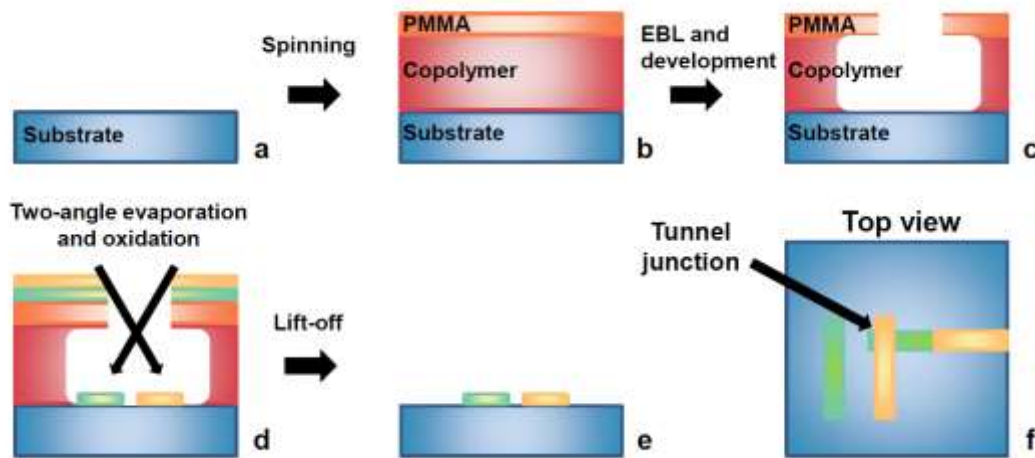 Spinning
PMMA
Copolymer
Substrate
EBL and
development
PMMA
Copolymer
Substrate
Substrate
a
b
c
Two-angle evaporation
and oxidation
Lift-off
Tunnel
junction
Top view
d
e
f